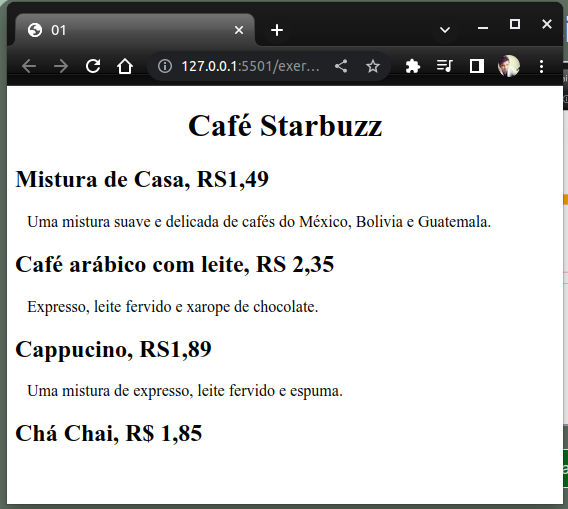 01
127.0.0.1:5501/exer...
Café Starbuzz
Mistura de Casa, RS1,49
Uma mistura suave e delicada de cafés do México, Bolivia e Guatemala.
Café arábico com leite, RS 2,35
Expresso, leite fervido e xarope de chocolate.
Cappucino, RS1,89
Uma mistura de expresso, leite fervido e espuma.
Chá Chai, R$ 1,85